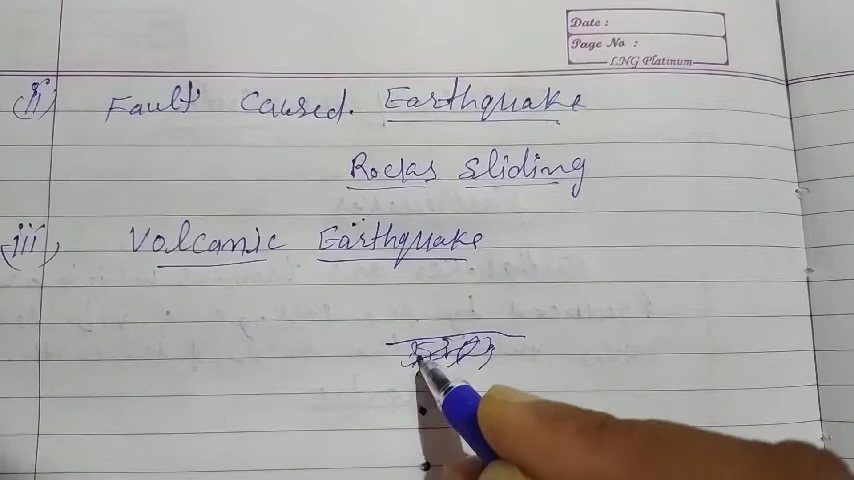 Date :
Page No :
LNG Platinum
(ii) Fault Caused. Earthquake
Rocks Sliding
(iii) Volcanic Earthquake